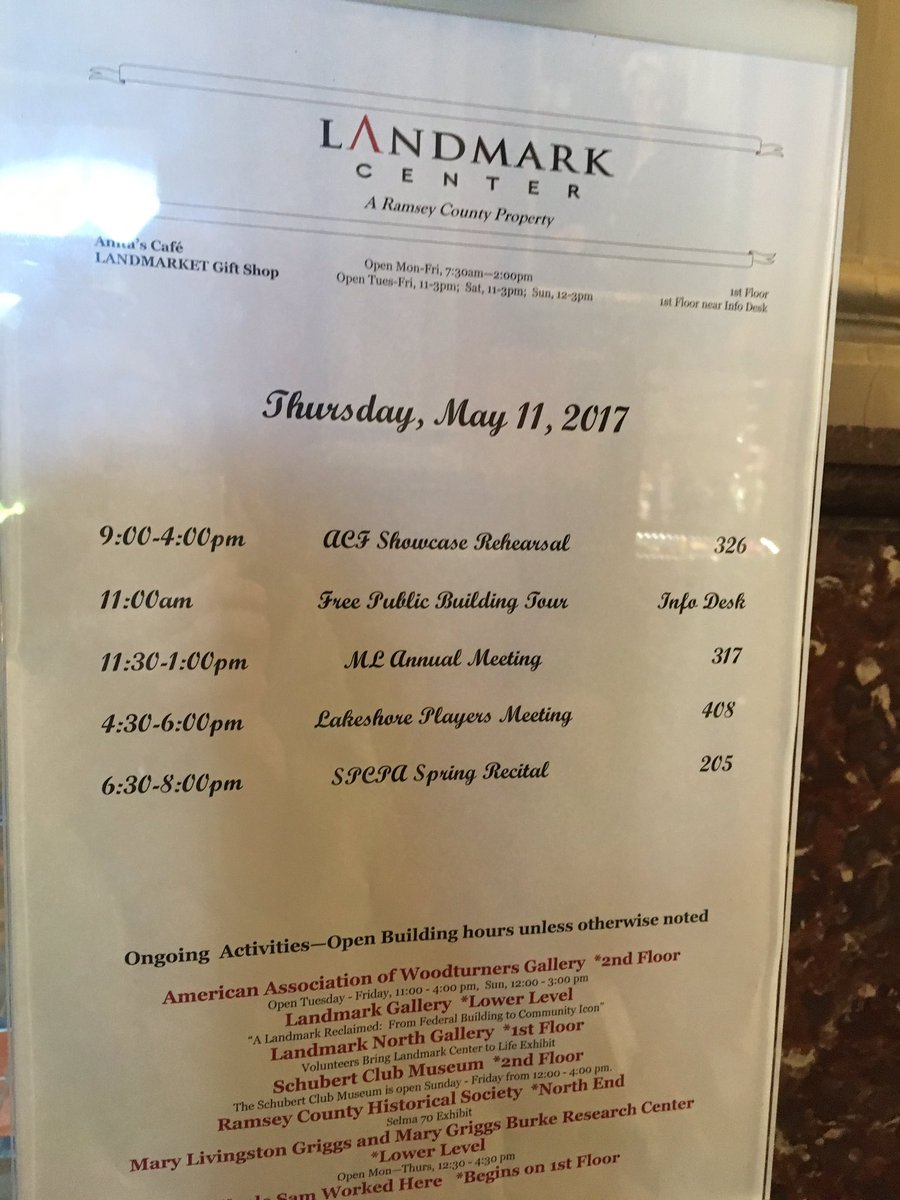 LANDMARK
CENTER
A Ramsey County Property
Anita's Café
LANDMARKET Gift Shop
Open Mon-Fri, 7:30am—2:00pm
Open Tues-Fri, 11-3pm; Sat, 11-3pm; Sun, 12-3pm
1st Floor
1st Floor near Info Desk
Thursday, May 11, 2017
9:00-4:00pm ACF Showcase Rehearsal 326
11:00am Free Public Building Tour Info Desk
11:30-1:00pm ML Annual Meeting 317
4:30-6:00pm Lakeshore Players Meeting 408
6:30-8:00pm SPCPA Spring Recital 205
Ongoing Activities—Open Building hours unless otherwise noted
American Association of Woodturners Gallery *2nd Floor
Open Tuesday - Friday, 11:00 - 4:00 pm, Sun, 12:00 - 3:00 pm
Landmark Gallery *Lower Level
"A Landmark Reclaimed: From Federal Building to Community Icon"
Landmark North Gallery *1st Floor
Volunteers Bring Landmark Center to Life Exhibit
Schubert Club Museum *2nd Floor
The Schubert Club Museum is open Sunday - Friday from 12:00 - 4:00 pm.
Ramsey County Historical Society *North End
Selma 70 Exhibit
Mary Livingston Griggs and Mary Griggs Burke Research Center
*Lower Level
Open Mon—Thurs, 12:30 - 4:30 pm
Sam Worked Here *Begins on 1st Floor